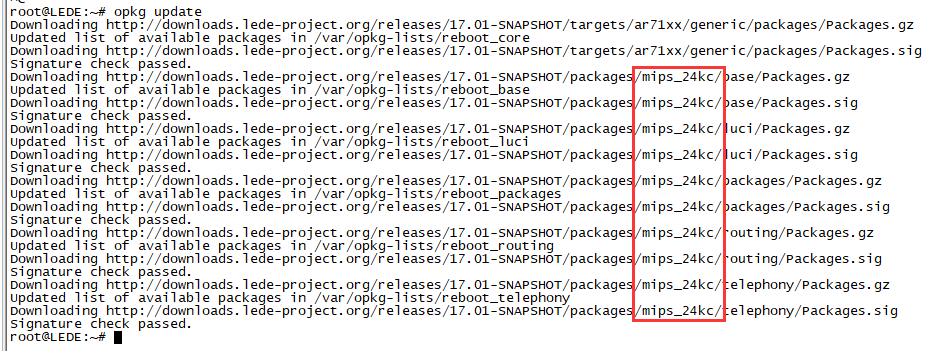 root@LEDE:~# opkg update
Downloading http://downloads.lede-project.org/releases/17.01-SNAPSHOT/targets/ar71xx/generic/packages/Packages.gz
Updated list of available packages in /var/opkg-lists/reboot_core
Downloading http://downloads.lede-project.org/releases/17.01-SNAPSHOT/targets/ar71xx/generic/packages/Packages.sig
Signature check passed.
Downloading http://downloads.lede-project.org/releases/17.01-SNAPSHOT/packages/mips_24kc/base/Packages.gz
Updated list of available packages in /var/opkg-lists/reboot_base
Downloading http://downloads.lede-project.org/releases/17.01-SNAPSHOT/packages/mips_24kc/base/Packages.sig
Signature check passed.
Downloading http://downloads.lede-project.org/releases/17.01-SNAPSHOT/packages/mips_24kc/luci/Packages.gz
Updated list of available packages in /var/opkg-lists/reboot_luci
Downloading http://downloads.lede-project.org/releases/17.01-SNAPSHOT/packages/mips_24kc/luci/Packages.sig
Signature check passed.
Downloading http://downloads.lede-project.org/releases/17.01-SNAPSHOT/packages/mips_24kc/packages/Packages.gz
Updated list of available packages in /var/opkg-lists/reboot_packages
Downloading http://downloads.lede-project.org/releases/17.01-SNAPSHOT/packages/mips_24kc/packages/Packages.sig
Signature check passed.
Downloading http://downloads.lede-project.org/releases/17.01-SNAPSHOT/packages/mips_24kc/routing/Packages.gz
Updated list of available packages in /var/opkg-lists/reboot_routing
Downloading http://downloads.lede-project.org/releases/17.01-SNAPSHOT/packages/mips_24kc/routing/Packages.sig
Signature check passed.
Downloading http://downloads.lede-project.org/releases/17.01-SNAPSHOT/packages/mips_24kc/telephony/Packages.gz
Updated list of available packages in /var/opkg-lists/reboot_telephony
Downloading http://downloads.lede-project.org/releases/17.01-SNAPSHOT/packages/mips_24kc/telephony/Packages.sig
Signature check passed.
root@LEDE:~#